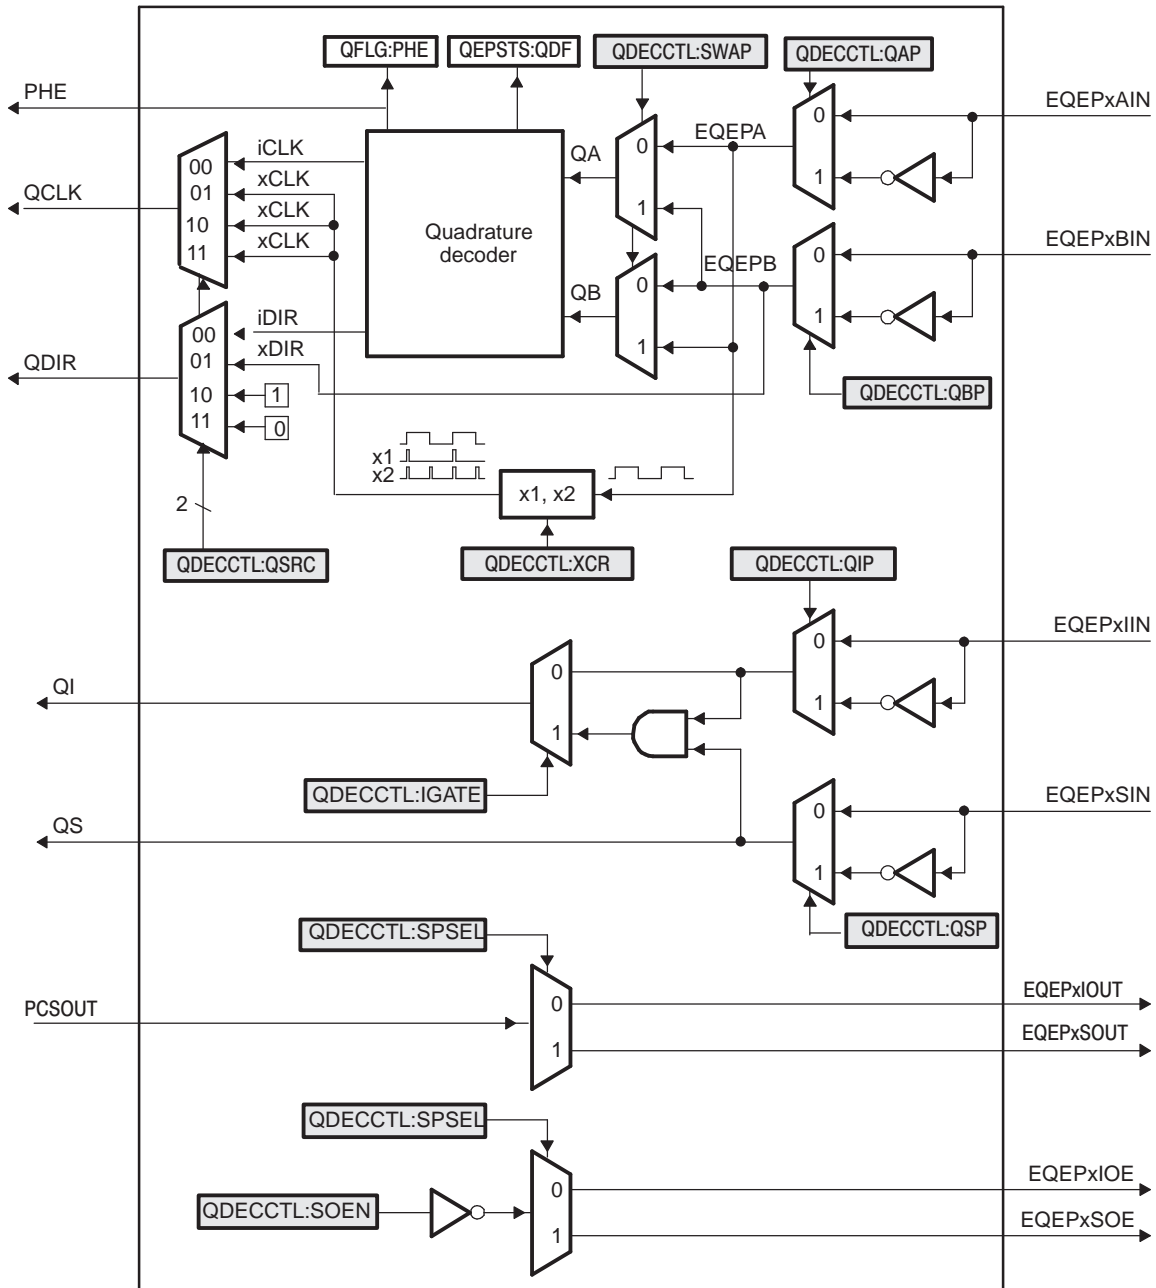 QFLG:PHE
QEPSTS:QDF
QDECCTL:SWAP
QDECCTL:QAP
PHE
EQEPxAIN
0
EQEPA
iCLK
00
QA
0
xCLK
01
1
QCLK
xCLK
10
1
xCLK
11
Quadrature
decoder
EQEPxBIN
0
EQEPB
0
QB
iDIR
00
1
xDIR
01
1
QDIR
10
1
QDECCTL:QBP
11
0
x1
x2
x1, x2
2
QDECCTL:QSRC
QDECCTL:XCR
QDECCTL:QIP
EQEPxIIN
0
0
QI
1
1
QDECCTL:IGATE
EQEPxSIN
0
QS
1
QDECCTL:SPSEL
QDECCTL:QSP
EQEPxIOUT
0
PCSOUT
EQEPxSOUT
1
QDECCTL:SPSEL
EQEPxIOE
0
QDECCTL:SOEN
EQEPxSOE
1